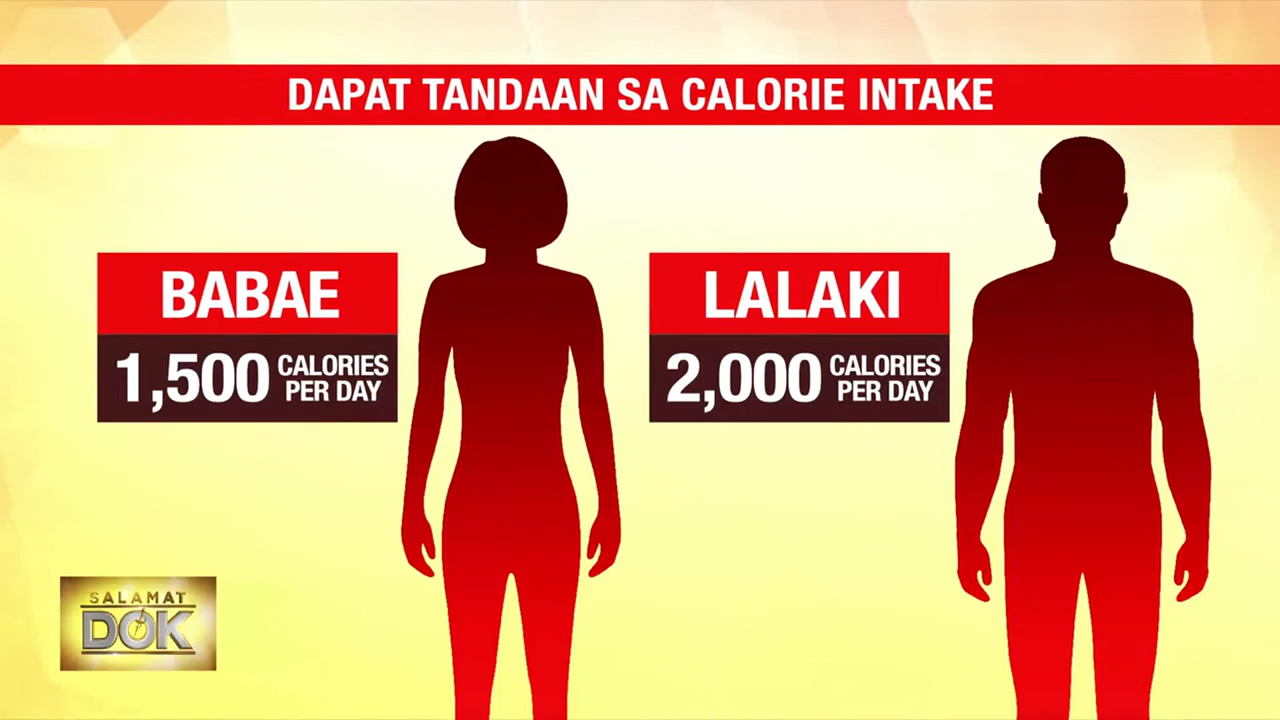 DAPAT TANDAAN SA CALORIE INTAKE
BABAE
1,500 CALORIES
PER DAY
LALAKI
2,000 CALORIES
PER DAY
SALAMAT
DOK